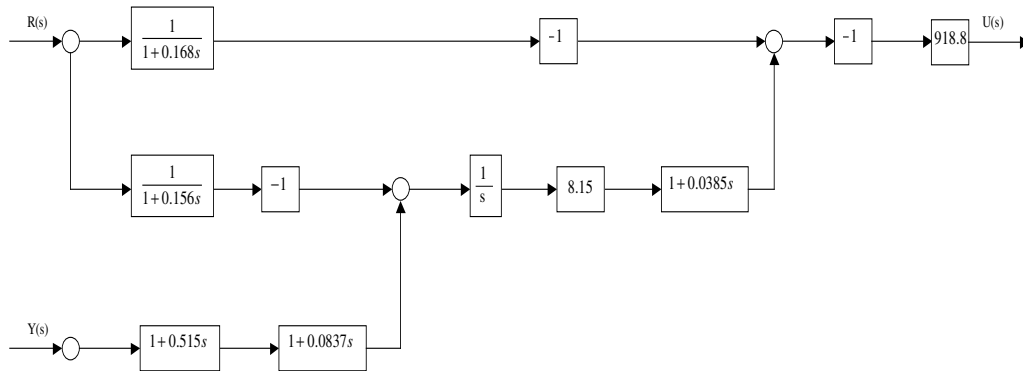 R(s)
1
1+0.168s
-1
-1
918.8
U(s)
1
1+0.156s
-1
1
s
8.15
1+0.0385s
Y(s)
1+0.515s
1+0.0837s